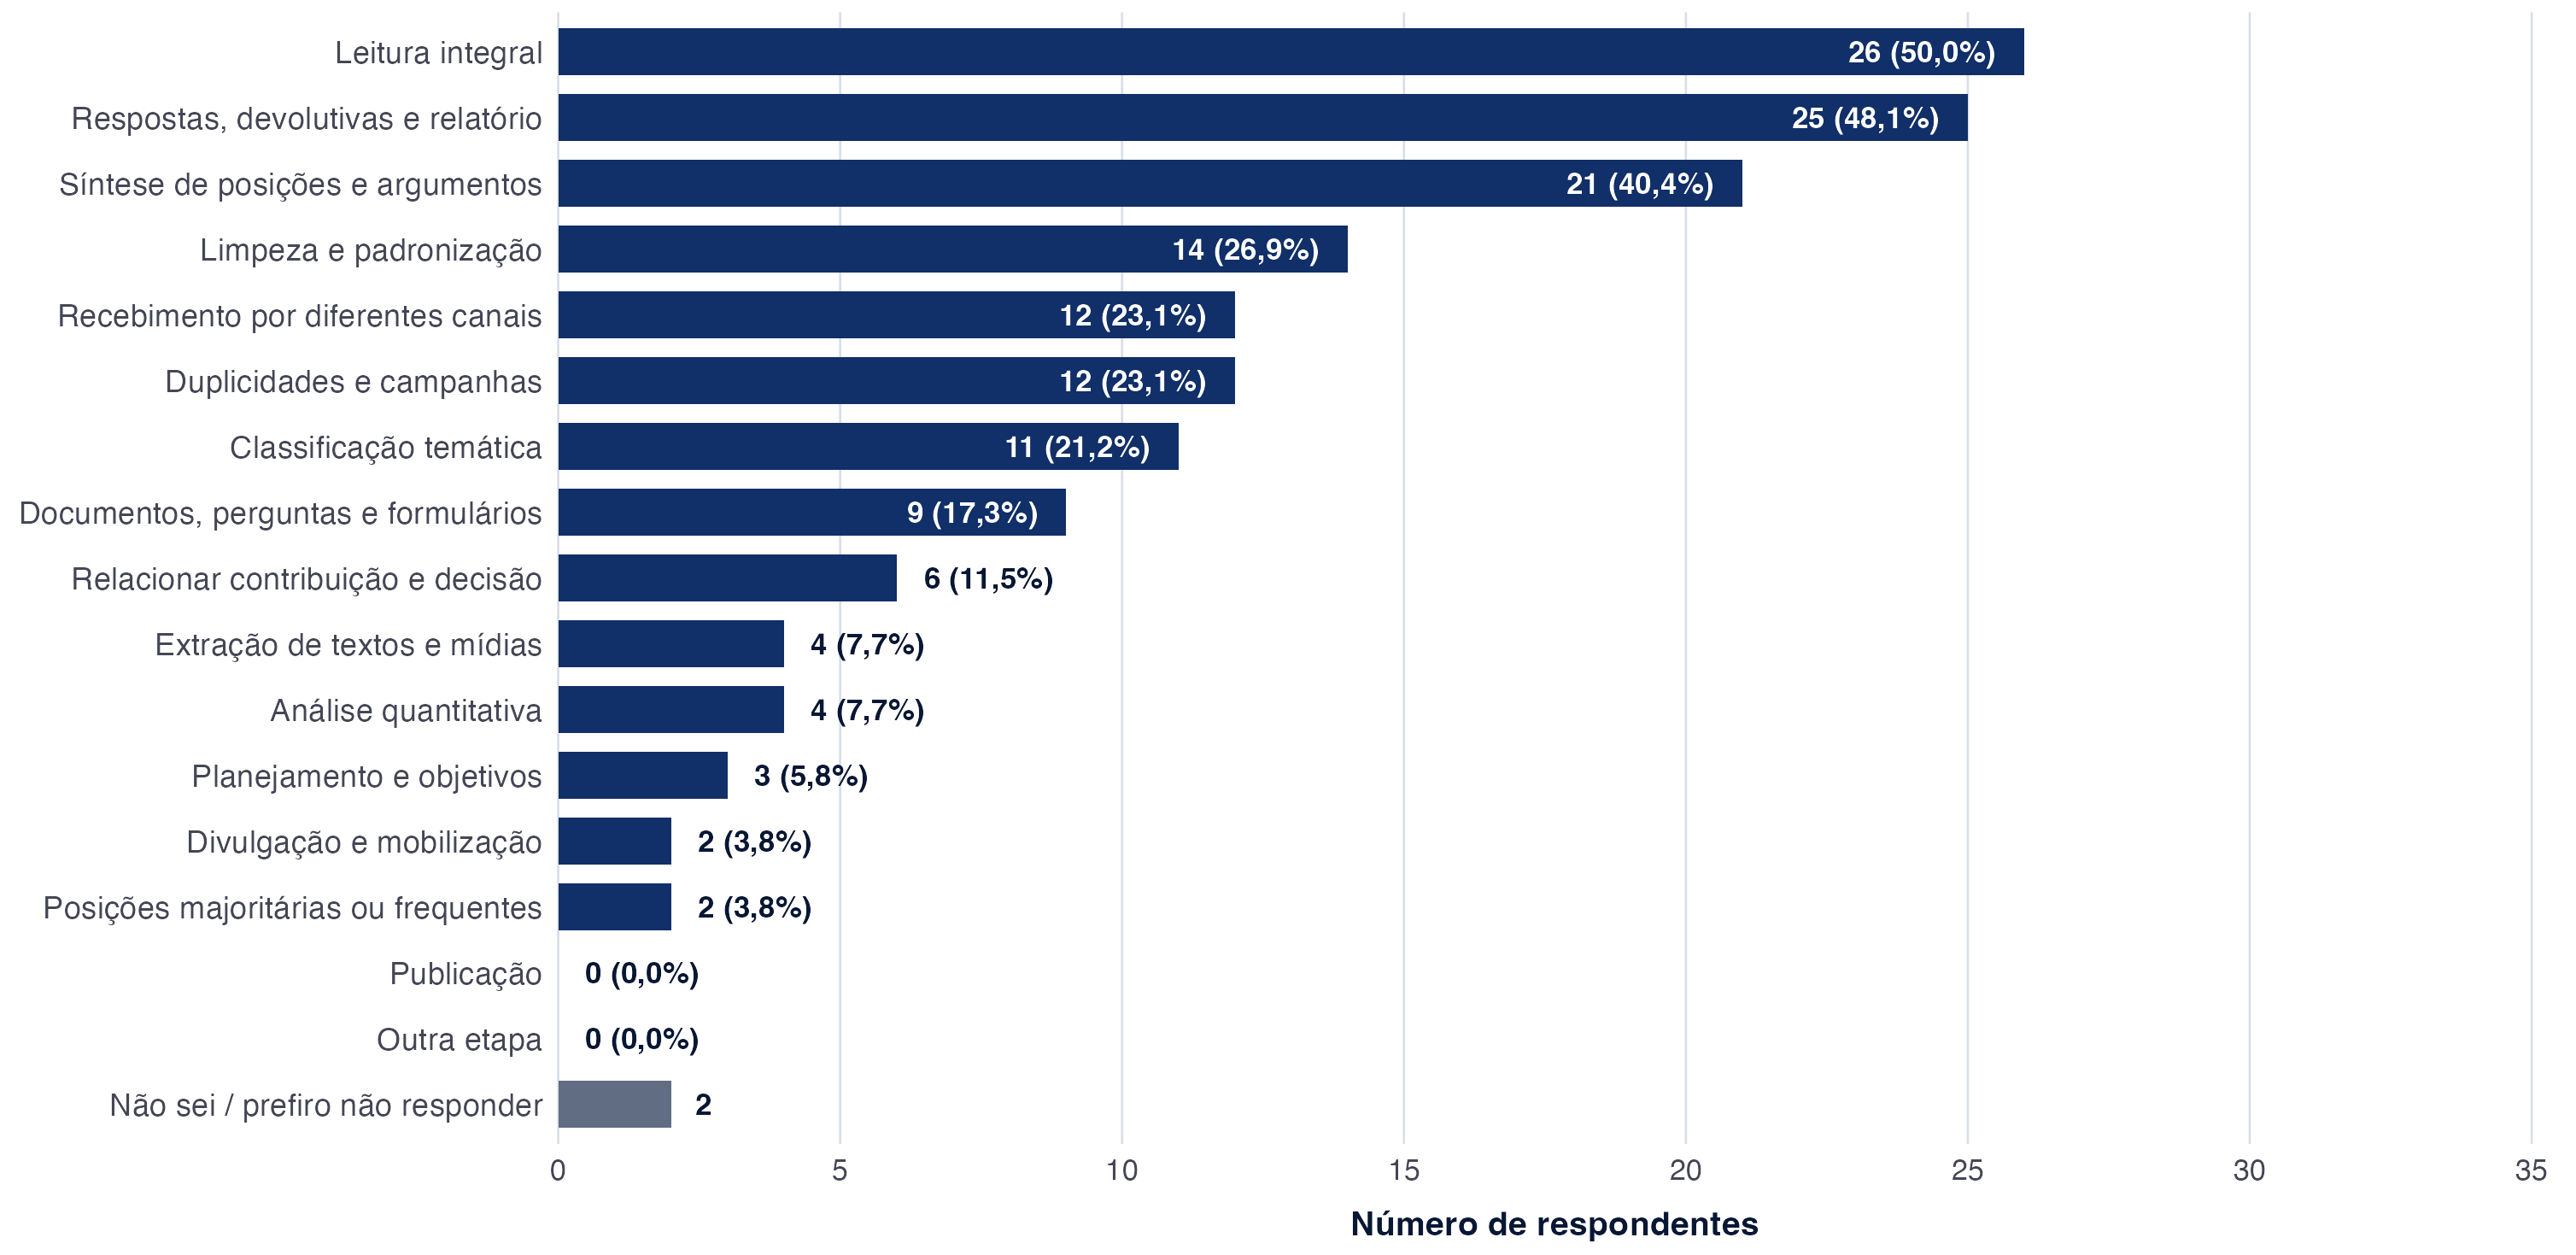 Leitura integral 26 (50,0%)
Respostas, devolutivas e relatório 25 (48,1%)
Síntese de posições e argumentos 21 (40,4%)
Limpeza e padronização 14 (26,9%)
Recebimento por diferentes canais 12 (23,1%)
Duplicidades e campanhas 12 (23,1%)
Classificação temática 11 (21,2%)
Documentos, perguntas e formulários 9 (17,3%)
Relacionar contribuição e decisão 6 (11,5%)
Extração de textos e mídias 4 (7,7%)
Análise quantitativa 4 (7,7%)
Planejamento e objetivos 3 (5,8%)
Divulgação e mobilização 2 (3,8%)
Posições majoritárias ou frequentes 2 (3,8%)
Publicação 0 (0,0%)
Outra etapa 0 (0,0%)
Não sei / prefiro não responder 2
0 5 10 15 20 25 30 35
Número de respondentes